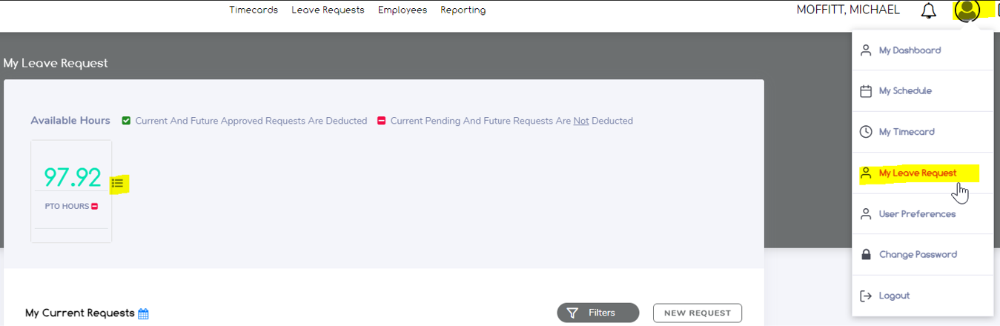 Timecards Leave Requests Employees Reporting
MOFFITT, MICHAEL
My Leave Request
Available Hours Current And Future Approved Requests Are Deducted Current Pending And Future Requests Are Not Deducted
97.92
PTO HOURS
My Current Requests
Filters
NEW REQUEST
My Dashboard
My Schedule
My Timecard
My Leave Request
User Preferences
Change Password
Logout